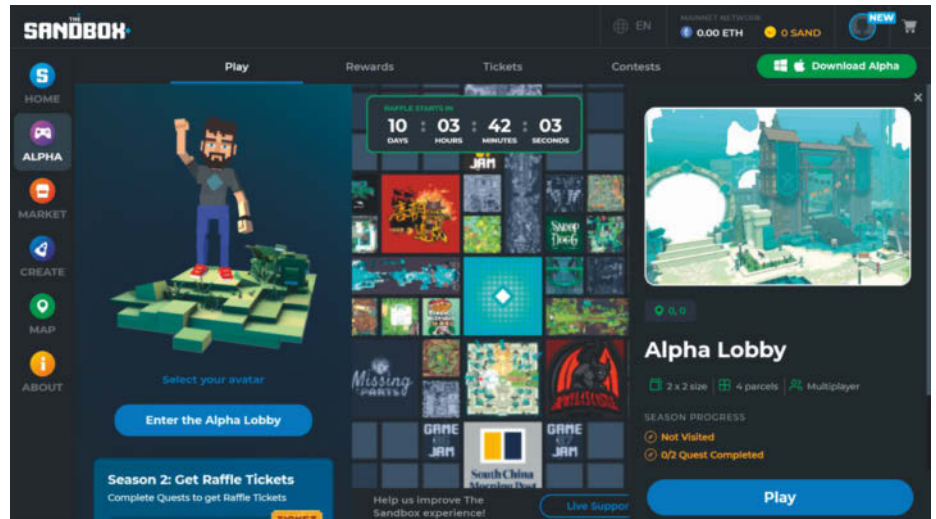 THE
SANDBOX
EN
MAINNET NETWORK
0.00 ETH
0 SAND
NEW
Play
Rewards
Tickets
Contests
Download Alpha
HOME
ALPHA
MARKET
CREATE
MAP
ABOUT
Select your avatar
Enter the Alpha Lobby
Season 2: Get Raffle Tickets
Complete Quests to get Raffle Tickets
TICKET
RAFFLE STARTS IN
10 : 03 : 42 : 03
DAYS HOURS MINUTES SECONDS
JAM
SNOOP
DOGG
Missing
PARTS
GAME
JAM
GAME
JAM
South China
Morning Post
Help us improve The
Sandbox experience!
Live Suppor
0, 0
Alpha Lobby
2 x 2 size
4 parcels
Multiplayer
SEASON PROGRESS
Not Visited
0/2 Quest Completed
Play